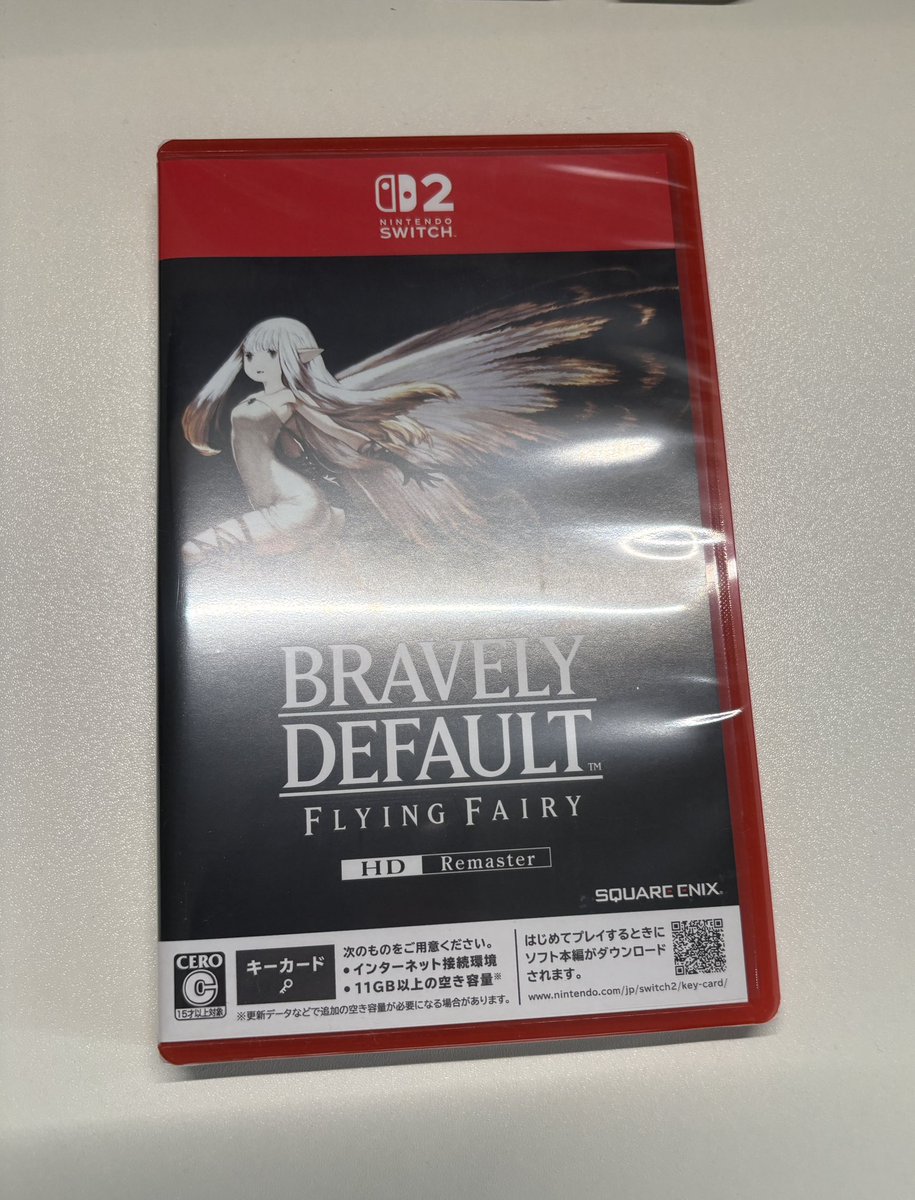 2
NINTENDO
SWITCH™
BRAVELY
DEFAULT™
FLYING FAIRY
HD Remaster
SQUARE ENIX®
CERO
C
15才以上対象
キーカード
次のものをご用意ください。
• インターネット接続環境
• 11GB以上の空き容量※
※更新データなどで追加の空き容量が必要になる場合があります。
はじめてプレイするときに
ソフト本編がダウンロード
されます。
www.nintendo.com/jp/switch2/key-card/